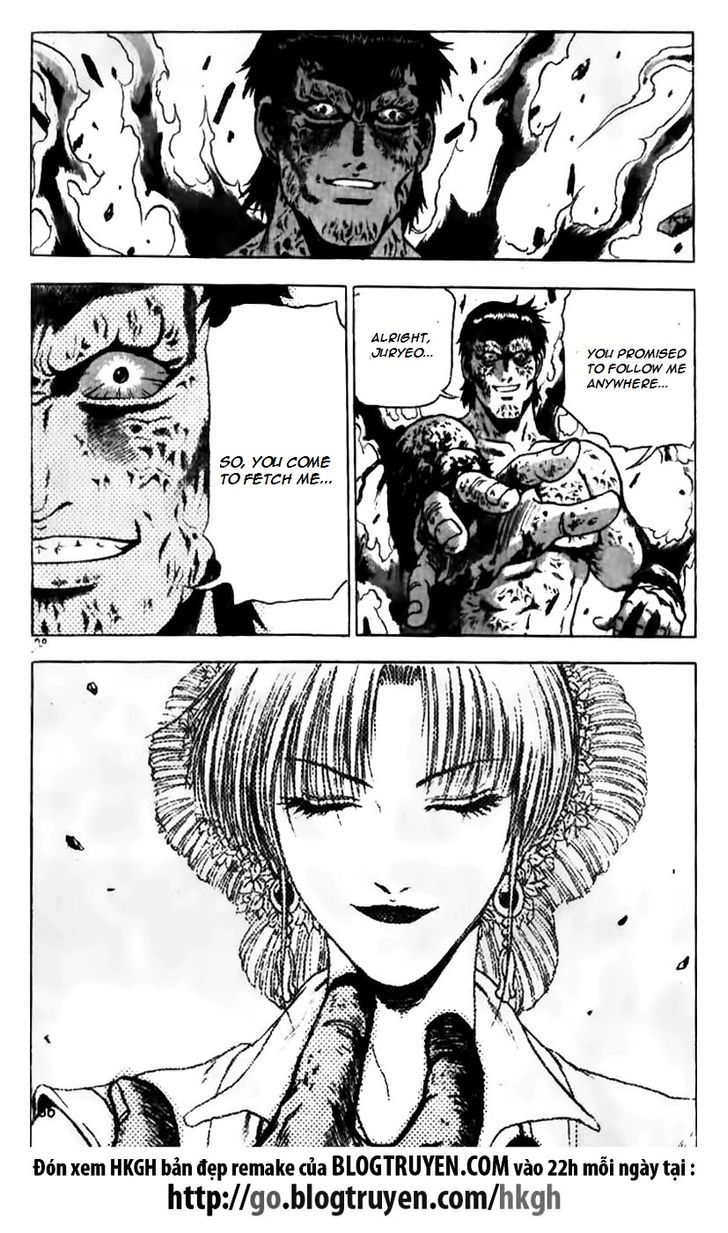 SO, YOU COME
TO FETCH ME...
ALRIGHT,
JURYEO...
YOU PROMISED
TO FOLLOW ME
ANYWHERE...
Đón xem HKGH bản đẹp remake của BLOGTRUYEN.COM vào 22h mỗi ngày tại :
http://go.blogtruyen.com/hkgh